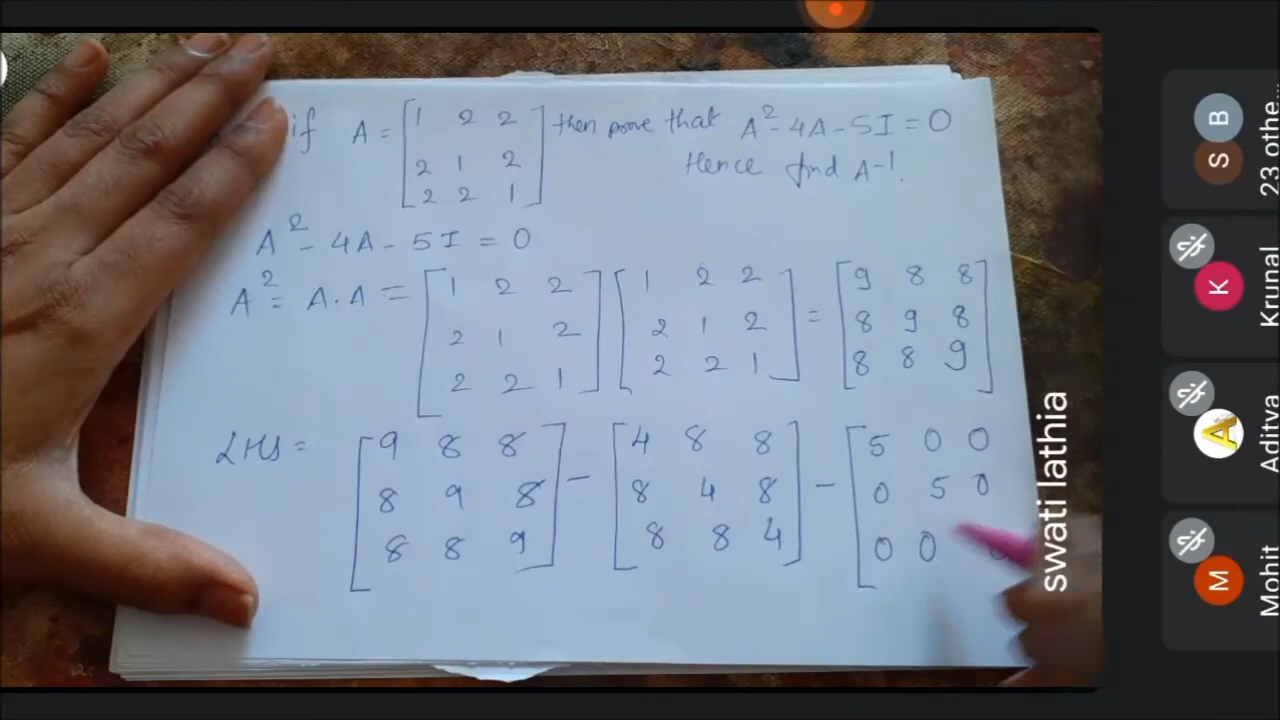 if A = [1 2 2] then prove that A² - 4A - 5I = 0
[2 1 2] Hence find A-1.
[2 2 1]
A² - 4A - 5I = 0
A² = A.A = [1 2 2] [1 2 2] = [9 8 8]
[2 1 2] [2 1 2] [8 9 8]
[2 2 1] [2 2 1] [8 8 9]
LHS = [9 8 8] - [4 8 8] - [5 0 0
[8 9 8] [8 4 8] [0 5 0
[8 8 9] [8 8 4] [0 0
swati lathia
S B
23 othe...
K
Krunal
A
Aditva
M
Mohit